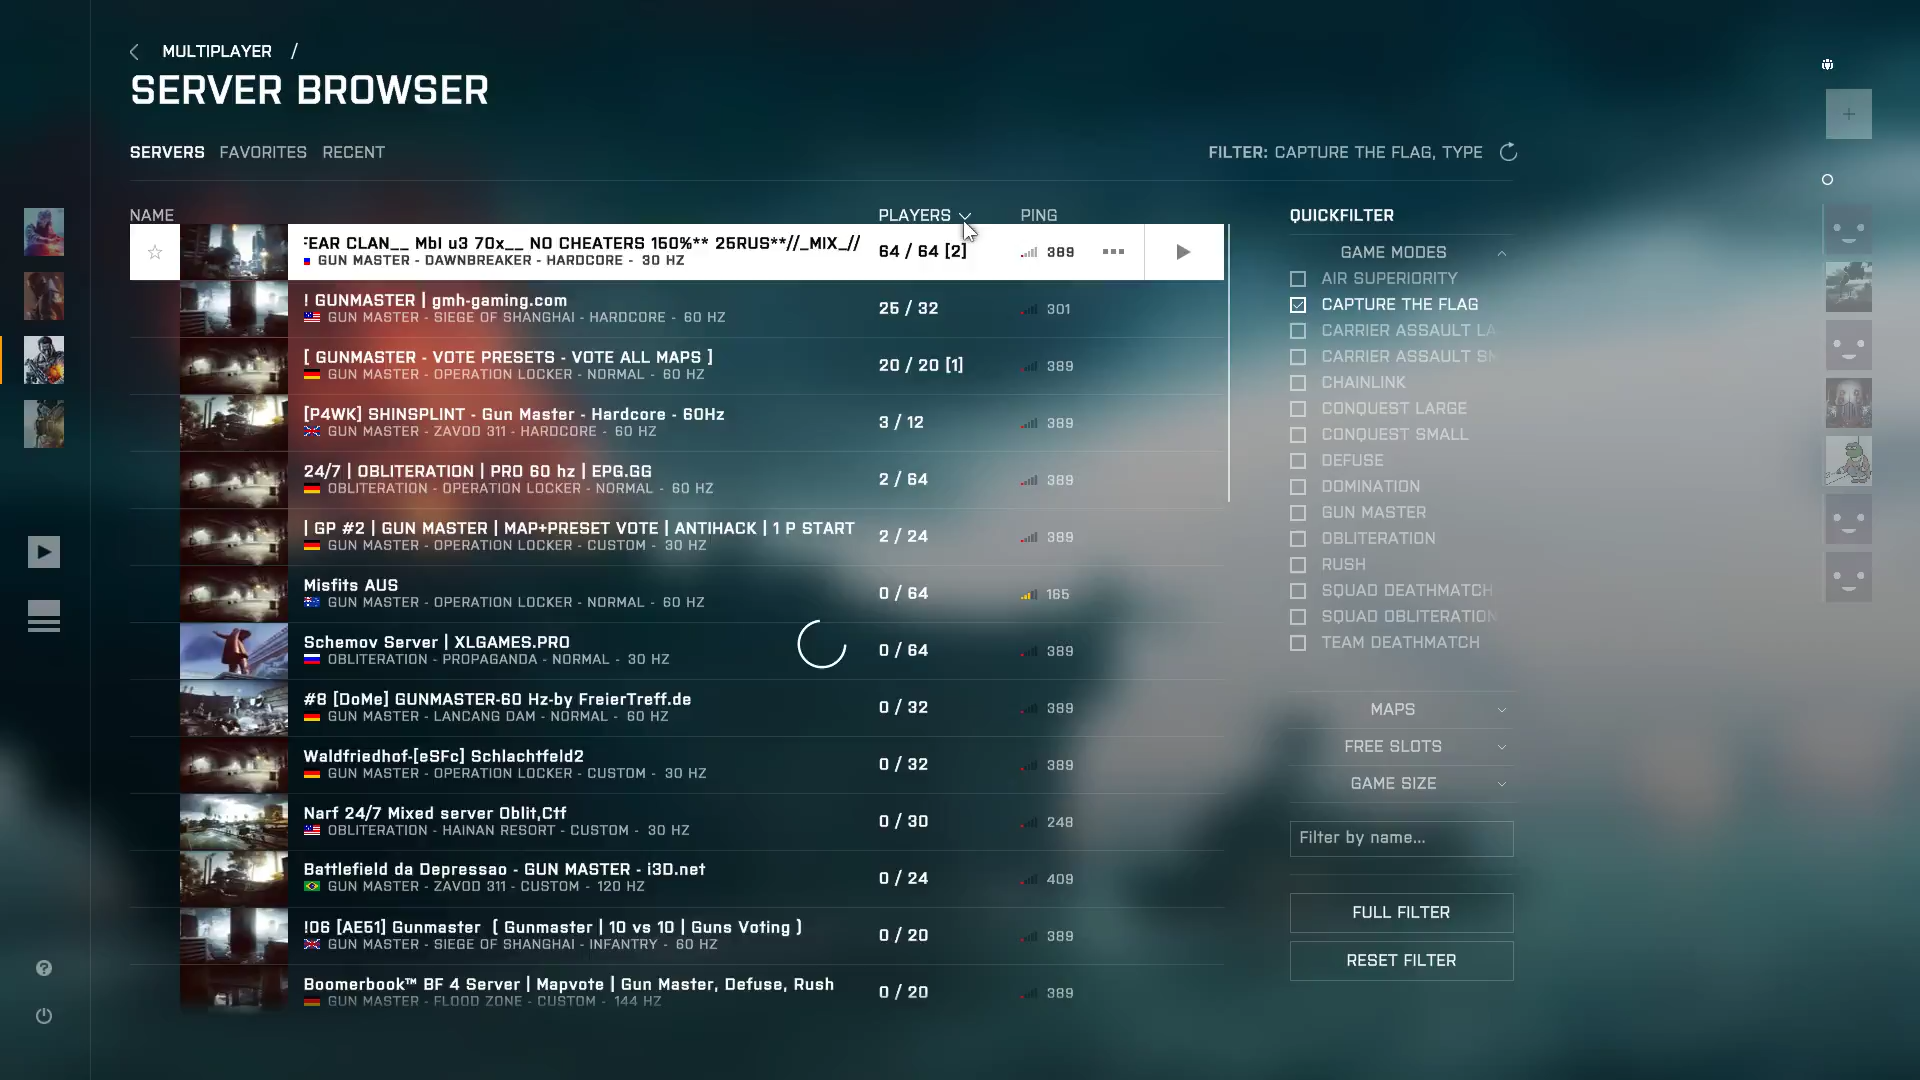 MULTIPLAYER /
SERVER BROWSER
SERVERS FAVORITES RECENT
FILTER: CAPTURE THE FLAG, TYPE
NAME PLAYERS PING
FEAR CLAN__ Mbl u3 70x__ NO CHEATERS 150%** 25RUS**//_MIX_//
GUN MASTER - DAWNBREAKER - HARDCORE - 30 HZ
64 / 64 [2] 389
! GUNMASTER | gmh-gaming.com
GUN MASTER - SIEGE OF SHANGHAI - HARDCORE - 60 HZ
25 / 32 301
[ GUNMASTER - VOTE PRESETS - VOTE ALL MAPS ]
GUN MASTER - OPERATION LOCKER - NORMAL - 60 HZ
20 / 20 [1] 389
[P4WK] SHINSPLINT - Gun Master - Hardcore - 60Hz
GUN MASTER - ZAVOD 311 - HARDCORE - 60 HZ
3 / 12 389
24/7 | OBLITERATION | PRO 60 hz | EPG.GG
OBLITERATION - OPERATION LOCKER - NORMAL - 60 HZ
2 / 64 389
| GP #2 | GUN MASTER | MAP+PRESET VOTE | ANTIHACK | 1 P START
GUN MASTER - OPERATION LOCKER - CUSTOM - 30 HZ
2 / 24 389
Misfits AUS
GUN MASTER - OPERATION LOCKER - NORMAL - 60 HZ
0 / 64 165
Schemov Server | XLGAMES.PRO
OBLITERATION - PROPAGANDA - NORMAL - 30 HZ
0 / 64 389
#8 [DoMe] GUNMASTER-60 Hz-by FreierTreff.de
GUN MASTER - LANCANG DAM - NORMAL - 60 HZ
0 / 32 389
Waldfriedhof-[eSFc] Schlachtfeld2
GUN MASTER - OPERATION LOCKER - CUSTOM - 30 HZ
0 / 32 389
Narf 24/7 Mixed server Oblit,Ctf
OBLITERATION - HAINAN RESORT - CUSTOM - 30 HZ
0 / 30 248
Battlefield da Depressao - GUN MASTER - i3D.net
GUN MASTER - ZAVOD 311 - CUSTOM - 120 HZ
0 / 24 409
!06 [AE51] Gunmaster ( Gunmaster | 10 vs 10 | Guns Voting )
GUN MASTER - SIEGE OF SHANGHAI - INFANTRY - 60 HZ
0 / 20 389
Boomerbook™ BF 4 Server | Mapvote | Gun Master, Defuse, Rush
GUN MASTER - FLOOD ZONE - CUSTOM - 144 HZ
0 / 20 389
QUICKFILTER
GAME MODES
AIR SUPERIORITY
CAPTURE THE FLAG
CARRIER ASSAULT LA
CARRIER ASSAULT SM
CHAINLINK
CONQUEST LARGE
CONQUEST SMALL
DEFUSE
DOMINATION
GUN MASTER
OBLITERATION
RUSH
SQUAD DEATHMATCH
SQUAD OBLITERATION
TEAM DEATHMATCH
MAPS
FREE SLOTS
GAME SIZE
Filter by name...
FULL FILTER
RESET FILTER